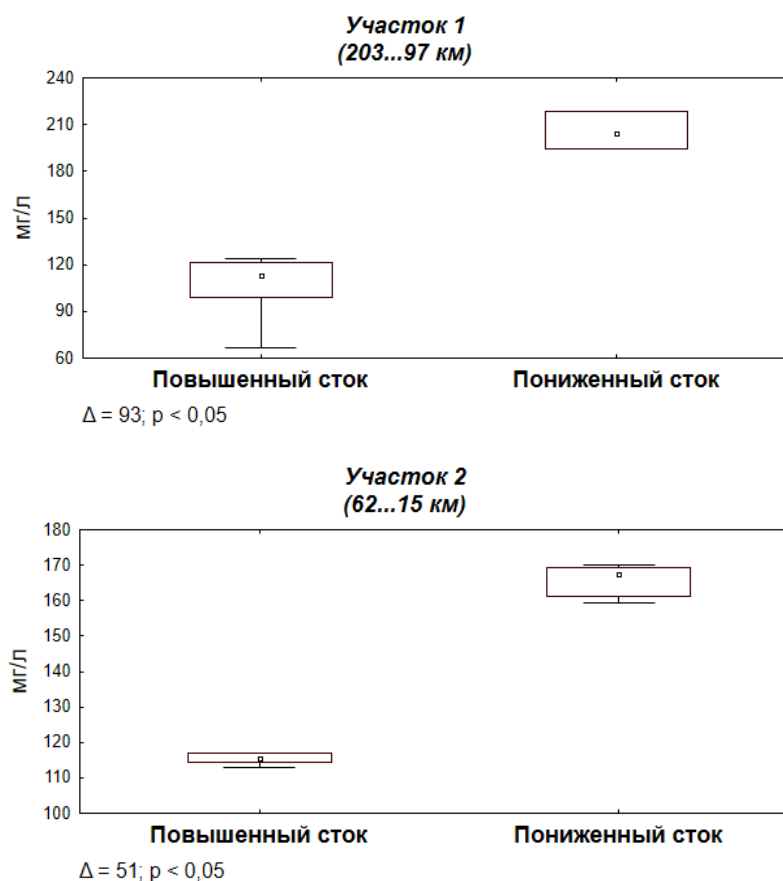 Участок 1
(203...97 км)
240
210
180
150
120
90
60
мг/л
Повышенный сток Пониженный сток
Δ = 93; p < 0,05
Участок 2
(62...15 км)
180
170
160
150
140
130
120
110
100
мг/л
Повышенный сток Пониженный сток
Δ = 51; p < 0,05